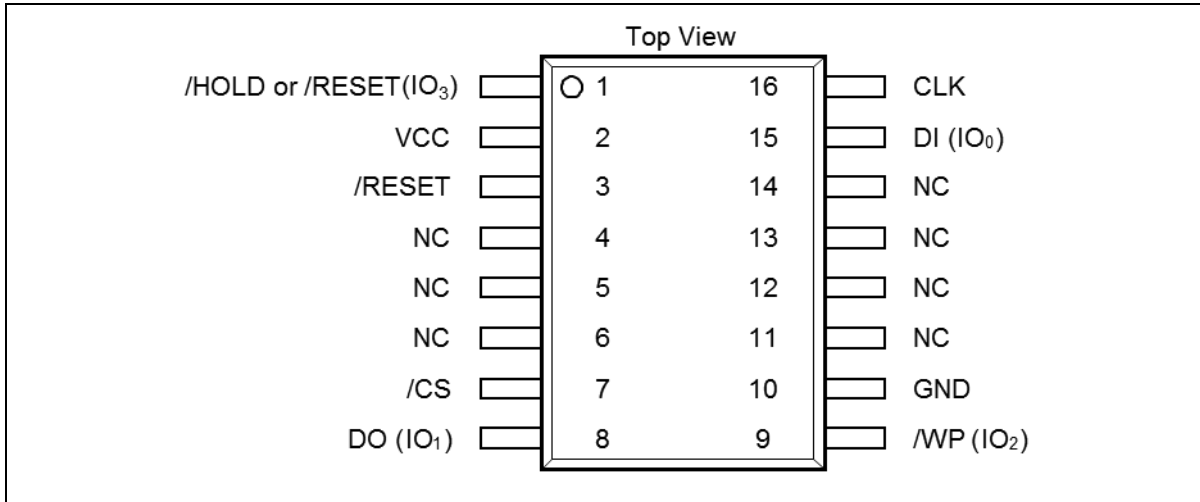 Top View
/HOLD or /RESET(IO₃) 1 16 CLK
VCC 2 15 DI (IO₀)
/RESET 3 14 NC
NC 4 13 NC
NC 5 12 NC
NC 6 11 NC
/CS 7 10 GND
DO (IO₁) 8 9 /WP (IO₂)